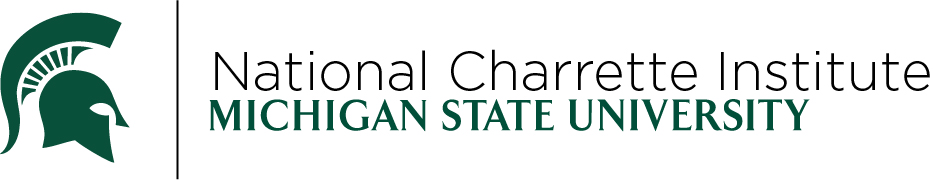 National Charrette Institute
MICHIGAN STATE UNIVERSITY